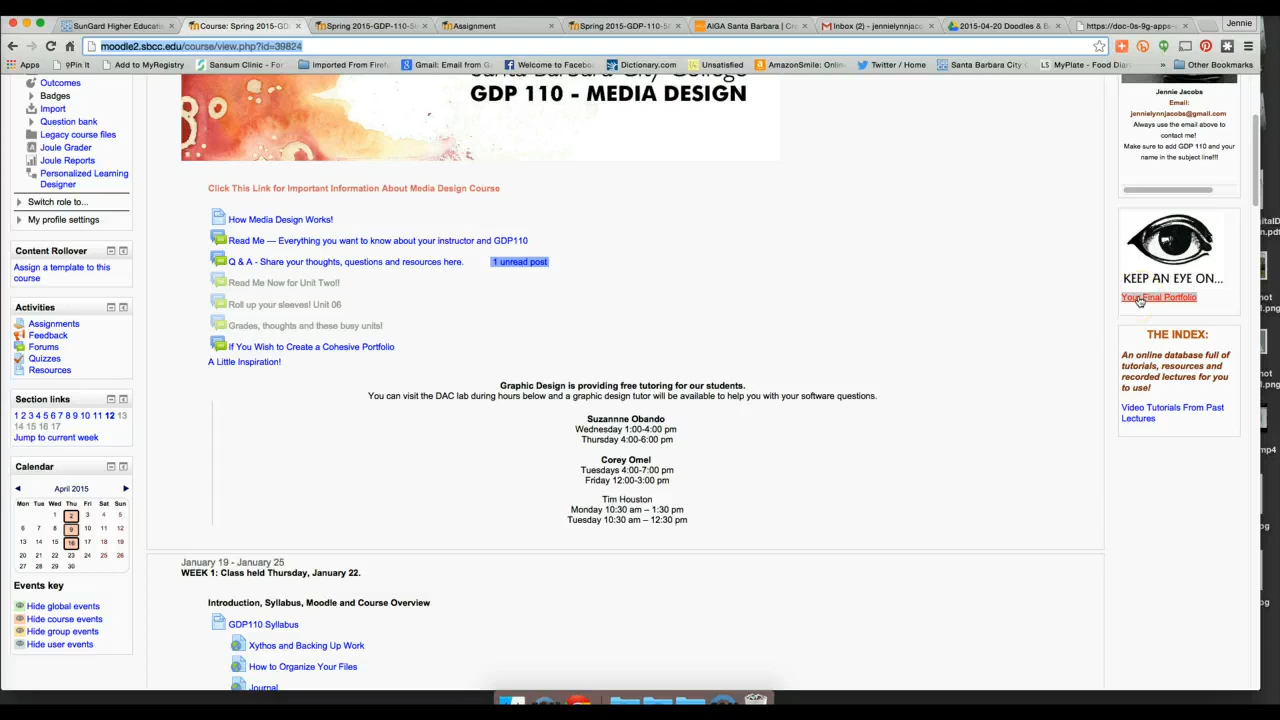 SunGard Higher Educati
Course: Spring 2015-GDP-1
Spring 2015-GDP-110-5
Assignment
Spring 2015-GDP-110-5
AIGA Santa Barbara | C
Inbox (2) - jennielynnjaco
2015-04-20 Doodles & B
https://doc-0s-9g-apps-
Jennie
moodle2.sbcc.edu/course/view.php?id=39824
Apps
Pin It
Add to MyRegistry
Sansum Clinic - For
Imported From Firef
Gmail: Email from G
Welcome to Facebo
Dictionary.com
Unsatisfied
AmazonSmile: Onli
Twitter / Home
Santa Barbara City
MyPlate - Food Diar
»
Other Bookmarks
Outcomes
Badges
Import
Question bank
Legacy course files
Joule Grader
Joule Reports
Personalized Learning
Designer
Switch role to...
My profile settings
Content Rollover
Assign a template to this
course
Activities
Assignments
Feedback
Forums
Quizzes
Resources
Section links
1 2 3 4 5 6 7 8 9 10 11 12 13
14 15 16 17
Jump to current week
Calendar
April 2015
Mon Tue Wed Thu Fri Sat Sun
1 2 3 4 5
6 7 8 9 10 11 12
13 14 15 16 17 18 19
20 21 22 23 24 25 26
27 28 29 30
Events key
Hide global events
Hide course events
Hide group events
Hide user events
Santa Barbara City College
GDP 110 - MEDIA DESIGN
Click This Link for Important Information About Media Design Course
How Media Design Works!
Read Me — Everything you want to know about your instructor and GDP110
Q & A - Share your thoughts, questions and resources here.
1 unread post
Read Me Now for Unit Two!!
Roll up your sleeves! Unit 06
Grades, thoughts and these busy units!
If You Wish to Create a Cohesive Portfolio
A Little Inspiration!
Graphic Design is providing free tutoring for our students.
You can visit the DAC lab during hours below and a graphic design tutor will be available to help you with your software questions.
Suzannne Obando
Wednesday 1:00-4:00 pm
Thursday 4:00-6:00 pm
Corey Omel
Tuesdays 4:00-7:00 pm
Friday 12:00-3:00 pm
Tim Houston
Monday 10:30 am – 1:30 pm
Tuesday 10:30 am – 12:30 pm
January 19 - January 25
WEEK 1: Class held Thursday, January 22.
Introduction, Syllabus, Moodle and Course Overview
GDP110 Syllabus
Xythos and Backing Up Work
How to Organize Your Files
Journal
Jennie Jacobs
Email:
jennielynnjacobs@gmail.com
Always use the email above to
contact me!
Make sure to add GDP 110 and your
name in the subject line!!!
KEEP AN EYE ON...
Your Final Portfolio
THE INDEX:
An online database full of
tutorials, resources and
recorded lectures for you
to use!
Video Tutorials From Past
Lectures